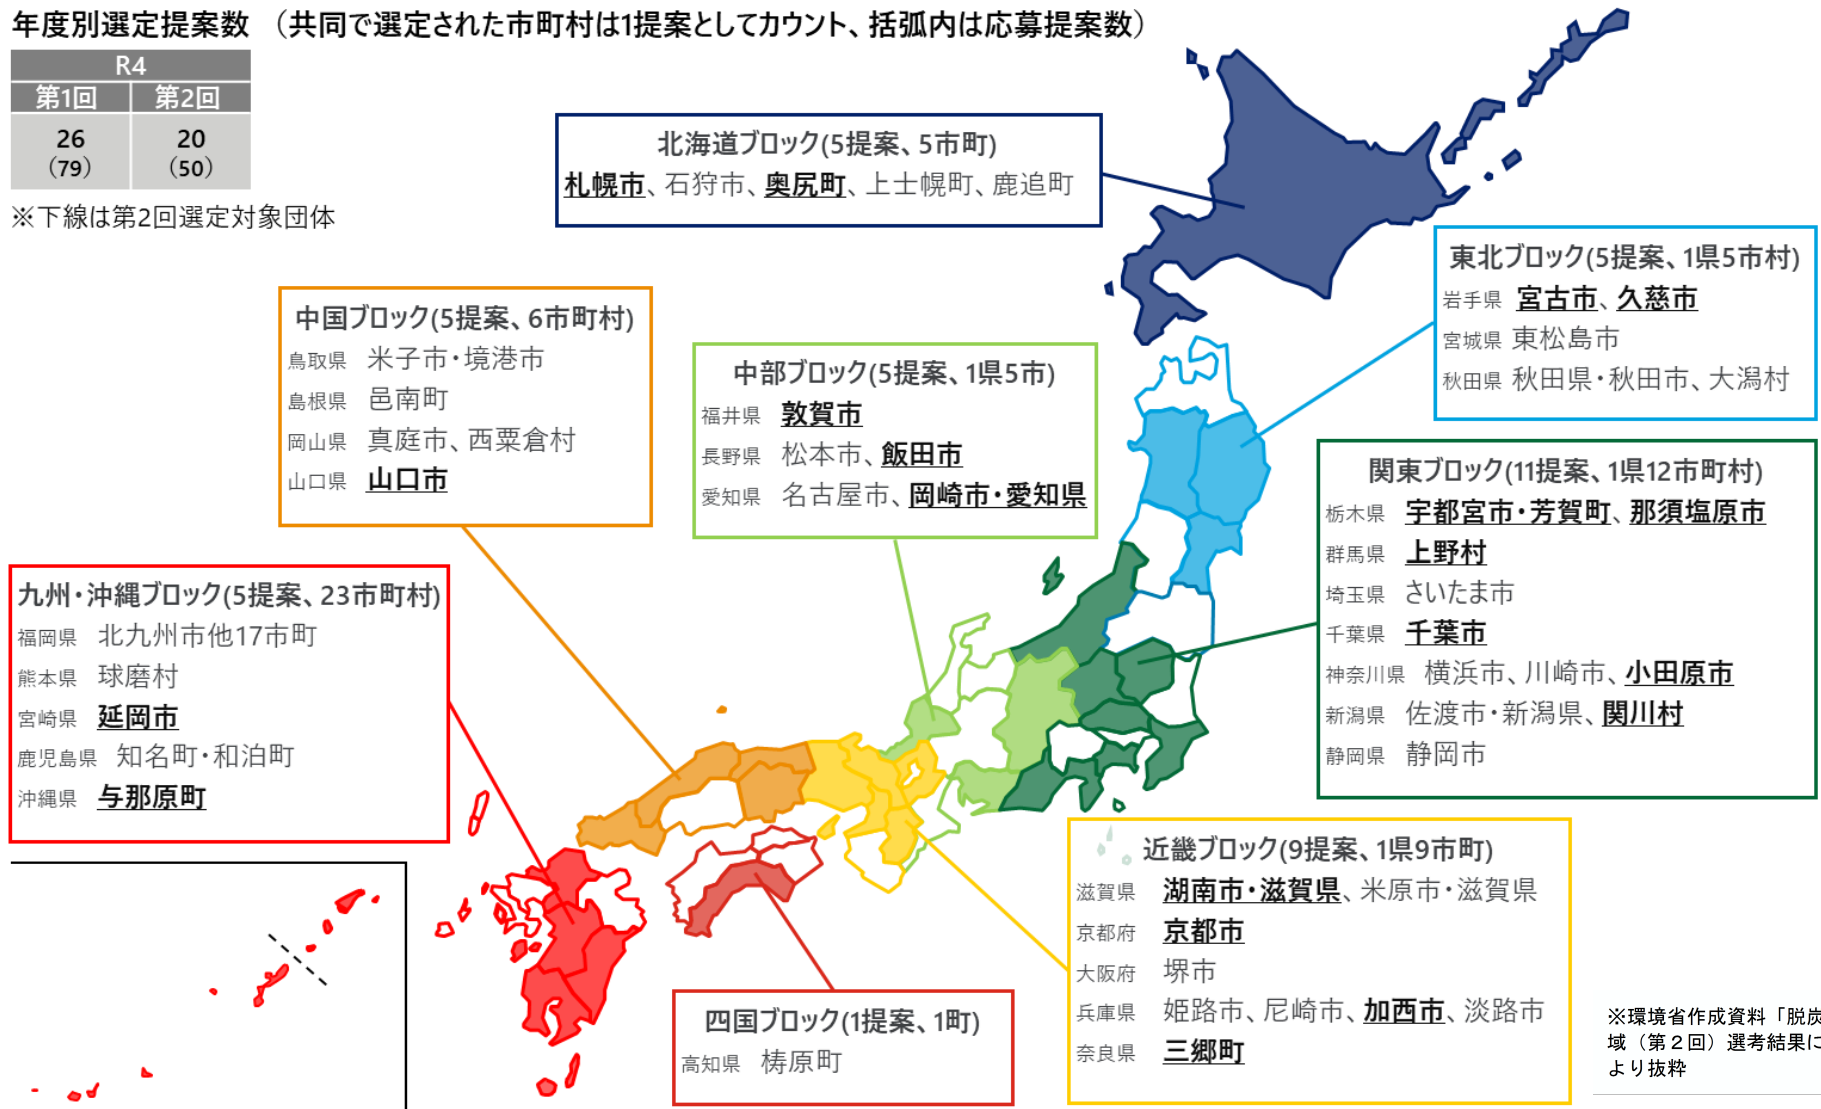 年度別選定提案数 （共同で選定された市町村は1提案としてカウント、括弧内は応募提案数）
R4
第1回 第2回
26 20
（79） （50）
※下線は第2回選定対象団体
北海道ブロック(5提案、5市町)
札幌市、石狩市、奥尻町、上士幌町、鹿追町
東北ブロック(5提案、1県5市村)
岩手県 宮古市、久慈市
宮城県 東松島市
秋田県 秋田県・秋田市、大潟村
中国ブロック(5提案、6市町村)
鳥取県 米子市・境港市
島根県 邑南町
岡山県 真庭市、西粟倉村
山口県 山口市
中部ブロック(5提案、1県5市)
福井県 敦賀市
長野県 松本市、飯田市
愛知県 名古屋市、岡崎市・愛知県
関東ブロック(11提案、1県12市町村)
栃木県 宇都宮市・芳賀町、那須塩原市
群馬県 上野村
埼玉県 さいたま市
千葉県 千葉市
神奈川県 横浜市、川崎市、小田原市
新潟県 佐渡市・新潟県、関川村
静岡県 静岡市
九州・沖縄ブロック(5提案、23市町村)
福岡県 北九州市他17市町
熊本県 球磨村
宮崎県 延岡市
鹿児島県 知名町・和泊町
沖縄県 与那原町
近畿ブロック(9提案、1県9市町)
滋賀県 湖南市・滋賀県、米原市・滋賀県
京都府 京都市
大阪府 堺市
兵庫県 姫路市、尼崎市、加西市、淡路市
奈良県 三郷町
四国ブロック(1提案、1町)
高知県 梼原町
※環境省作成資料「脱炭
域（第２回）選考結果に
より抜粋